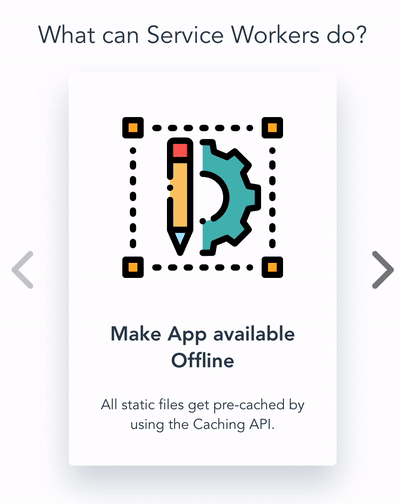 What can Service Workers do?
Make App available
Offline
All static files get pre-cached by
using the Caching API.